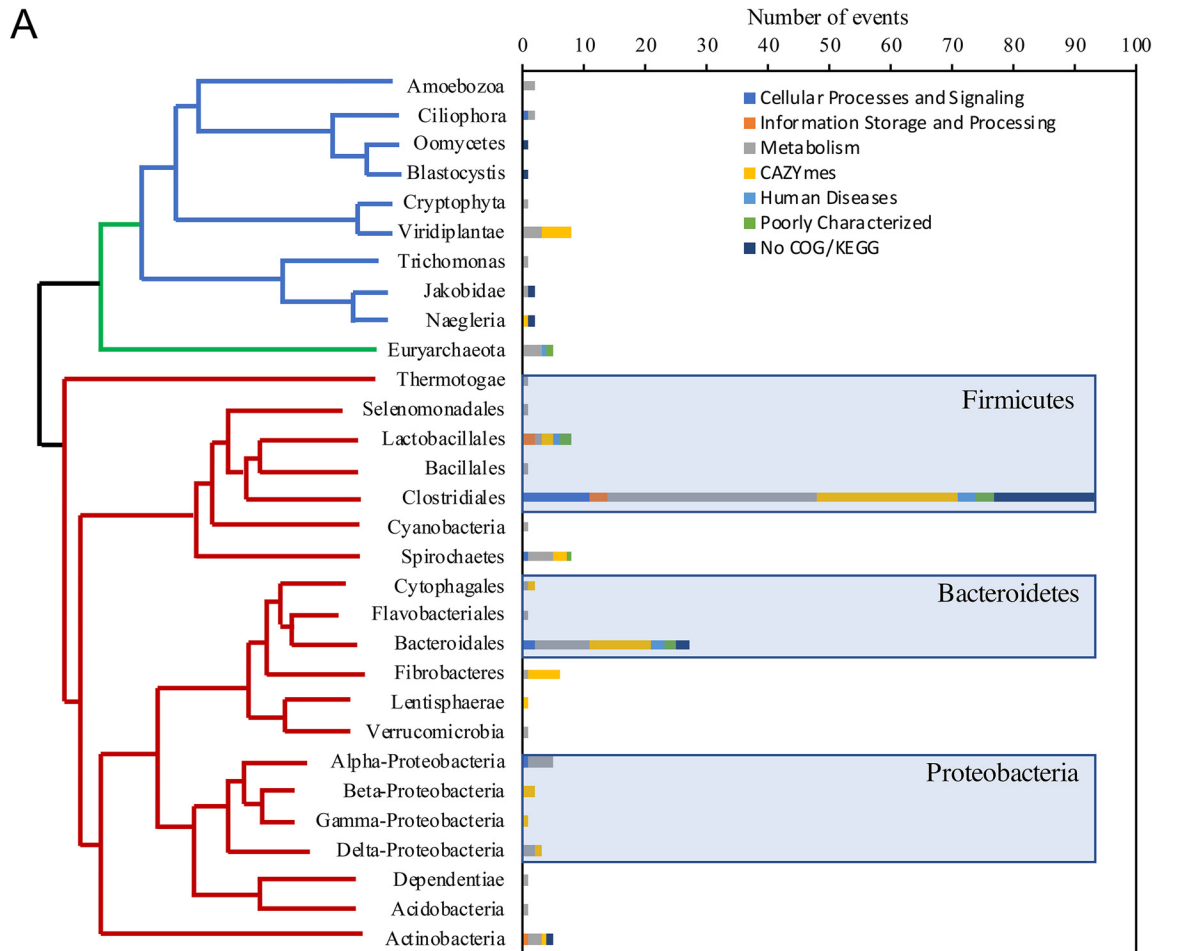 A
Number of events
0 10 20 30 40 50 60 70 80 90 100
Amoebozoa
Ciliophora
Oomycetes
Blastocystis
Cryptophyta
Viridiplantae
Trichomonas
Jakobidae
Naegleria
Euryarchaeota
Thermotogae
Selenomonadales
Lactobacillales
Bacillales
Clostridiales
Cyanobacteria
Spirochaetes
Cytophagales
Flavobacteriales
Bacteroidales
Fibrobacteres
Lentisphaerae
Verrucomicrobia
Alpha-Proteobacteria
Beta-Proteobacteria
Gamma-Proteobacteria
Delta-Proteobacteria
Dependentiae
Acidobacteria
Actinobacteria
Cellular Processes and Signaling
Information Storage and Processing
Metabolism
CAZYmes
Human Diseases
Poorly Characterized
No COG/KEGG
Firmicutes
Bacteroidetes
Proteobacteria